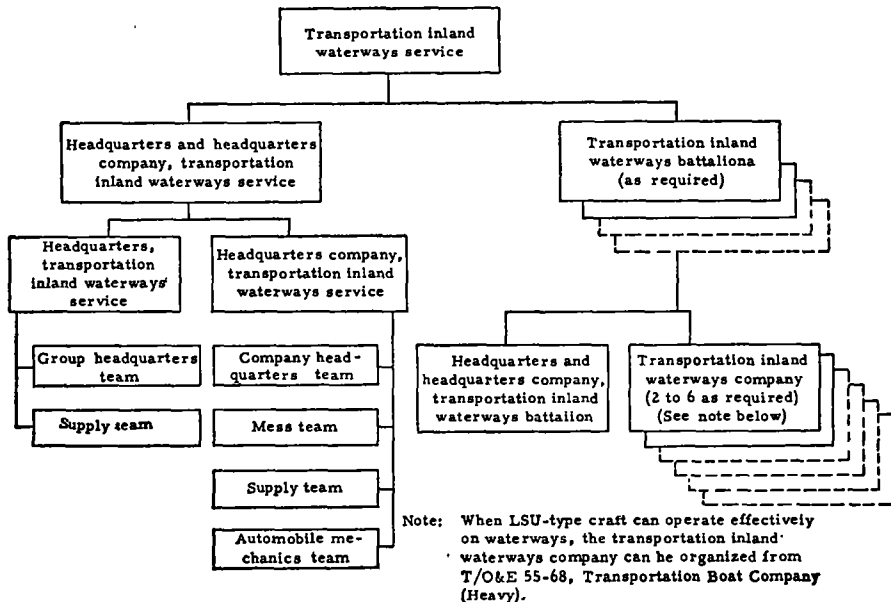 Transportation inland
waterways service
Headquarters and headquarters
company, transportation
inland waterways service
Transportation inland
waterways battaliona
(as required)
Headquarters,
transportation
inland waterways
service
Headquarters company,
transportation inland
waterways service
Group headquarters
team
Supply team
Company head-
quarters team
Mess team
Supply team
Automobile me-
chanics team
Headquarters and
headquarters company,
transportation inland
waterways battalion
Transportation inland
waterways company
(2 to 6 as required)
(See note below)
Note: When LSU-type craft can operate effectively
on waterways, the transportation inland
waterways company can be organized from
T/O&E 55-68, Transportation Boat Company
(Heavy).